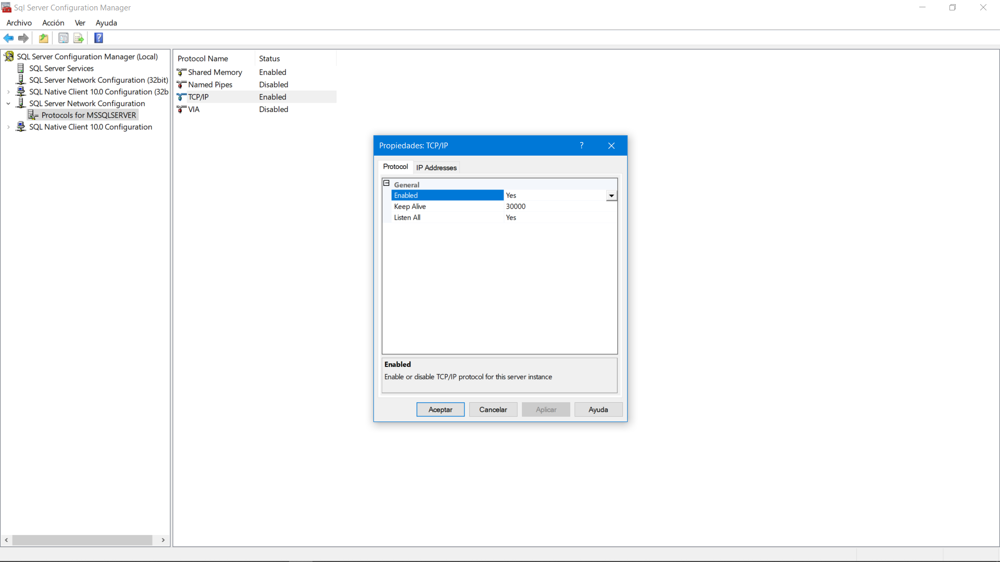 Sql Server Configuration Manager
Archivo Acción Ver Ayuda
SQL Server Configuration Manager (Local)
SQL Server Services
SQL Server Network Configuration (32bit)
SQL Native Client 10.0 Configuration (32b
SQL Server Network Configuration
Protocols for MSSQLSERVER
SQL Native Client 10.0 Configuration
Protocol Name Status
Shared Memory Enabled
Named Pipes Disabled
TCP/IP Enabled
VIA Disabled
Propiedades: TCP/IP
Protocol IP Addresses
General
Enabled Yes
Keep Alive 30000
Listen All Yes
Enabled
Enable or disable TCP/IP protocol for this server instance
Aceptar Cancelar Aplicar Ayuda